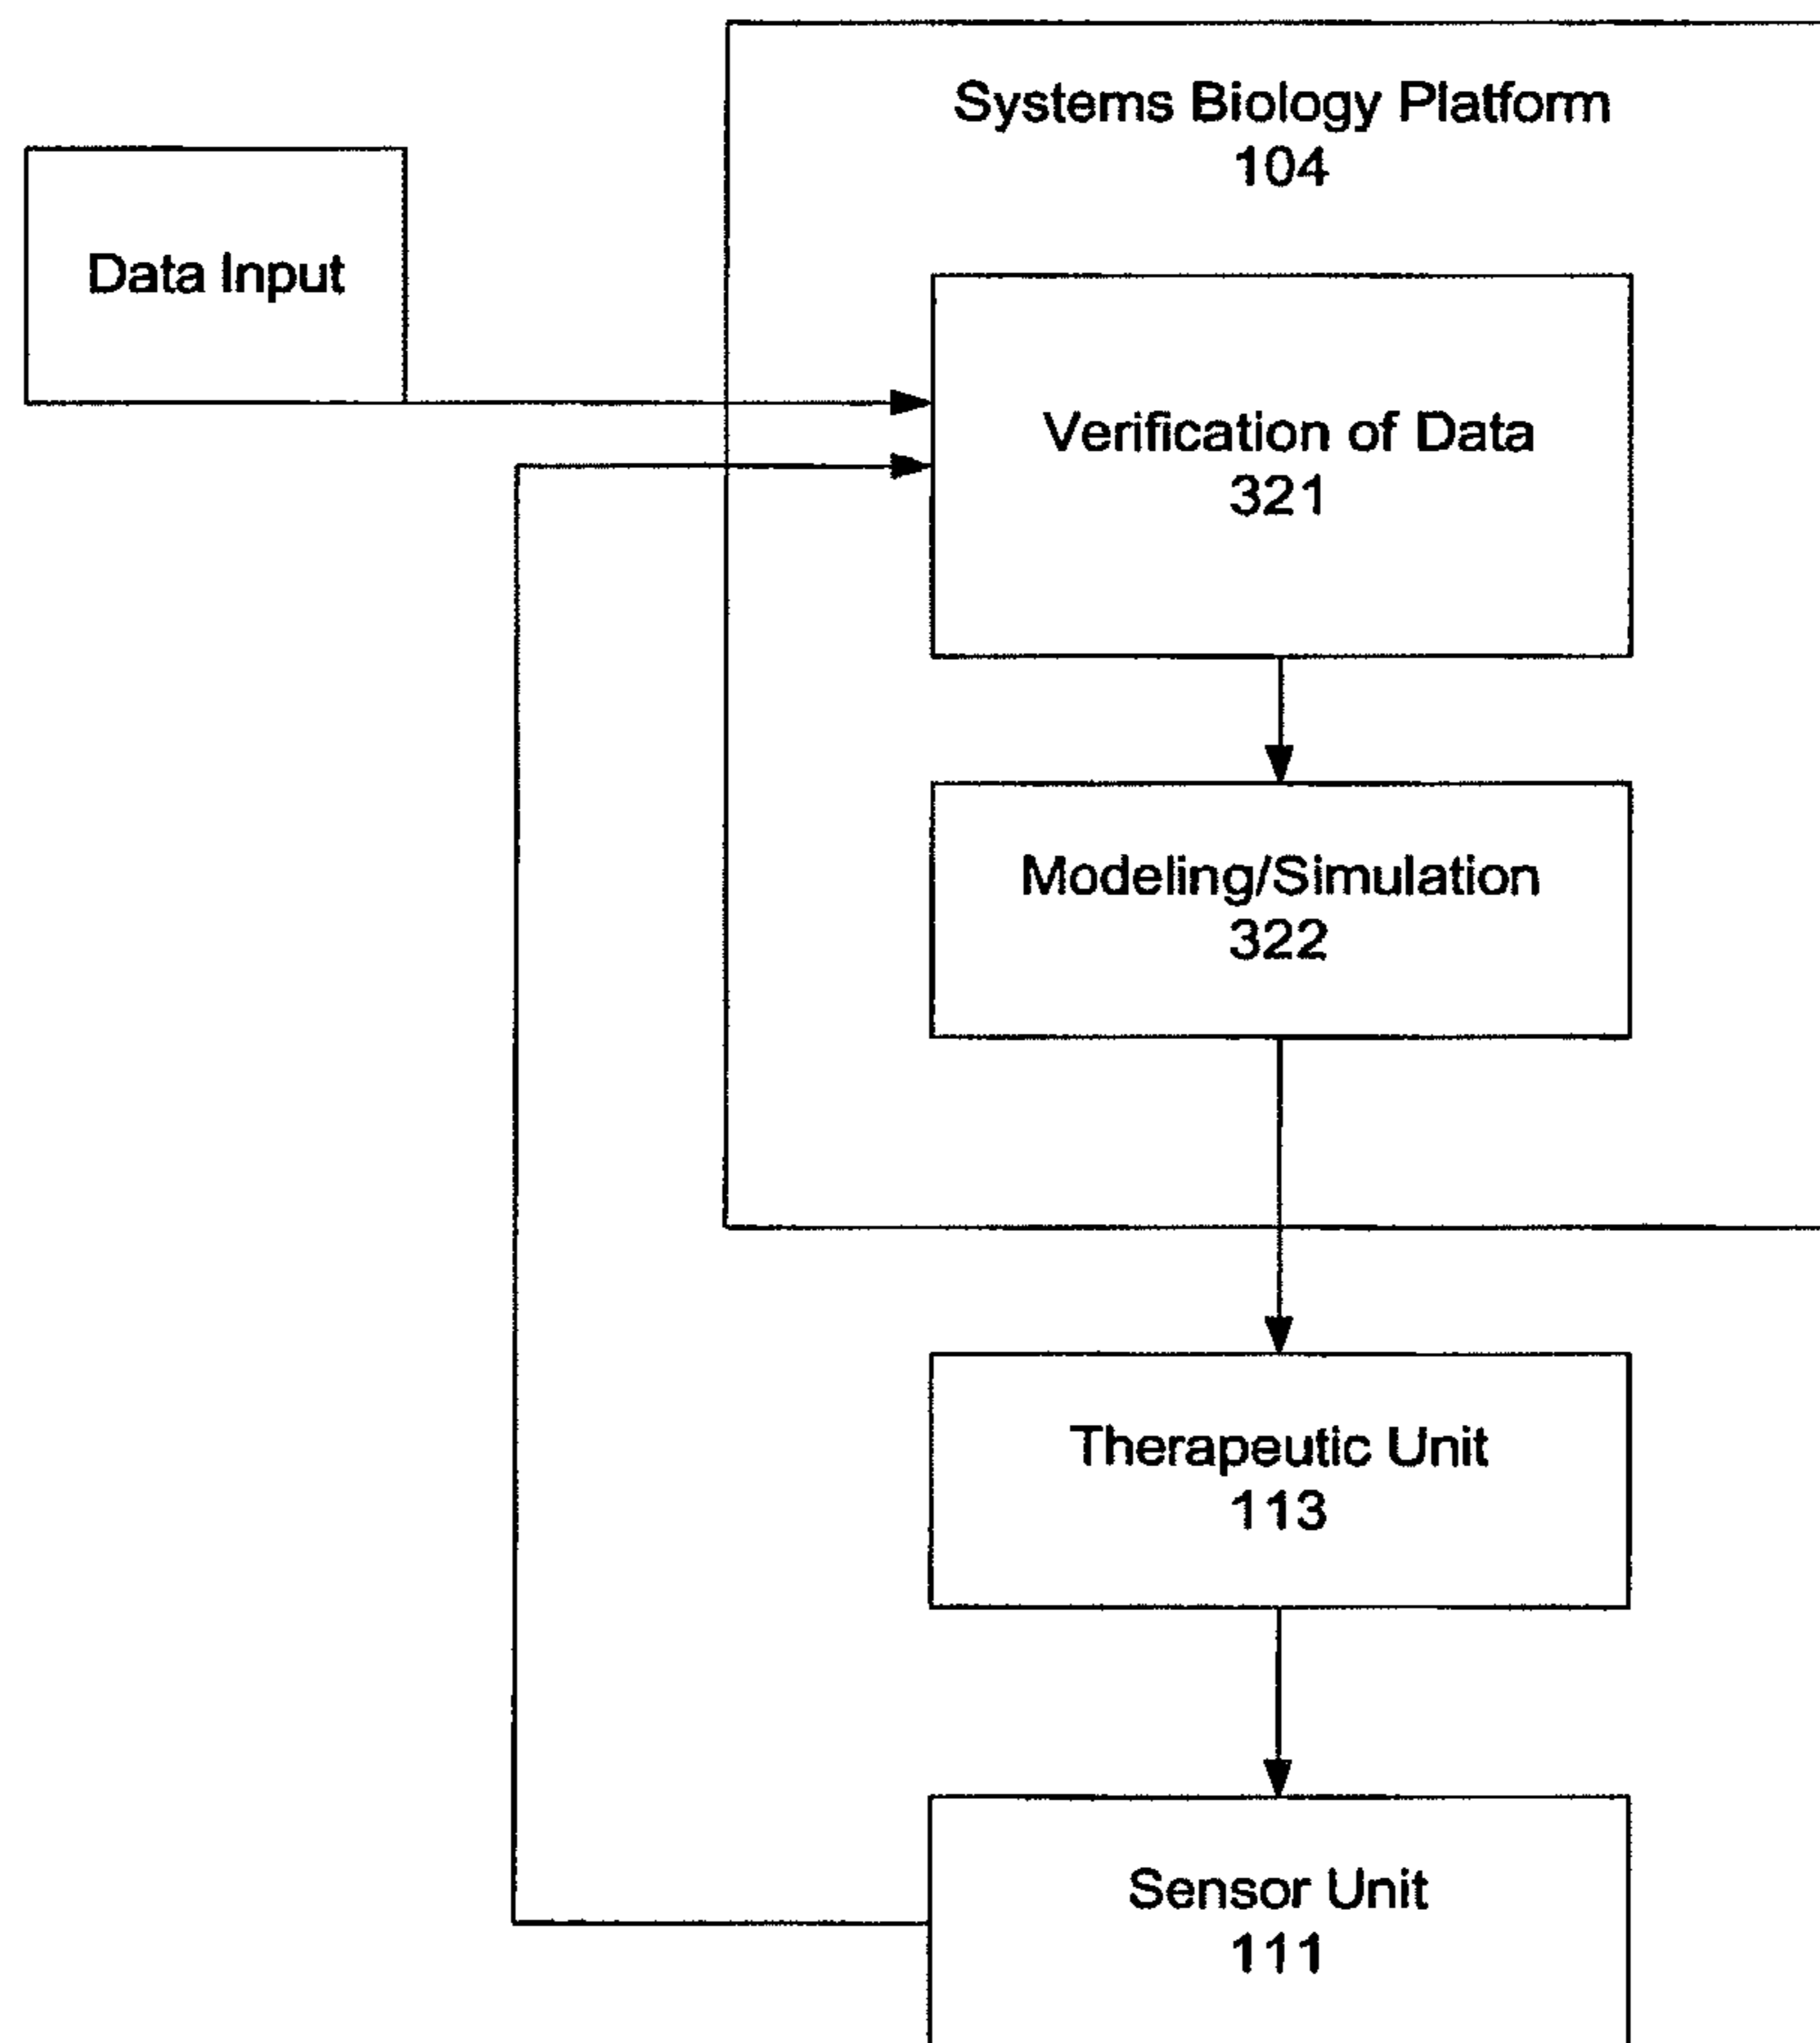 Systems Biology Platform
104
Data Input
Verification of Data
321
Modeling/Simulation
322
Therapeutic Unit
113
Sensor Unit
111